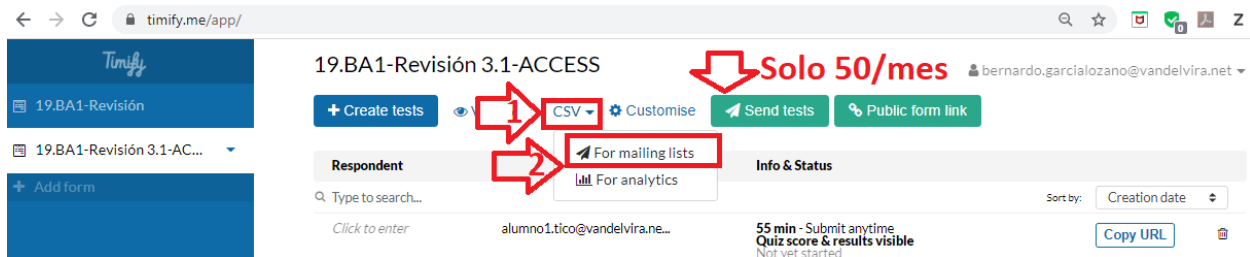 timify.me/app/
0
Z
Timify
19.BA1-Revisión 3.1-ACCESS
Solo 50/mes
bernardo.garcialozano@vandelvira.net
19.BA1-Revisión
+ Create tests
V
1
CSV
Customise
Send tests
Public form link
19.BA1-Revisión 3.1-AC...
2
For mailing lists
Respondent
Info & Status
+ Add form
For analytics
Type to search...
Sort by:
Creation date
Click to enter
alumno1.tico@vandelvira.ne...
55 min - Submit anytime
Quiz score & results visible
Not yet started
Copy URL